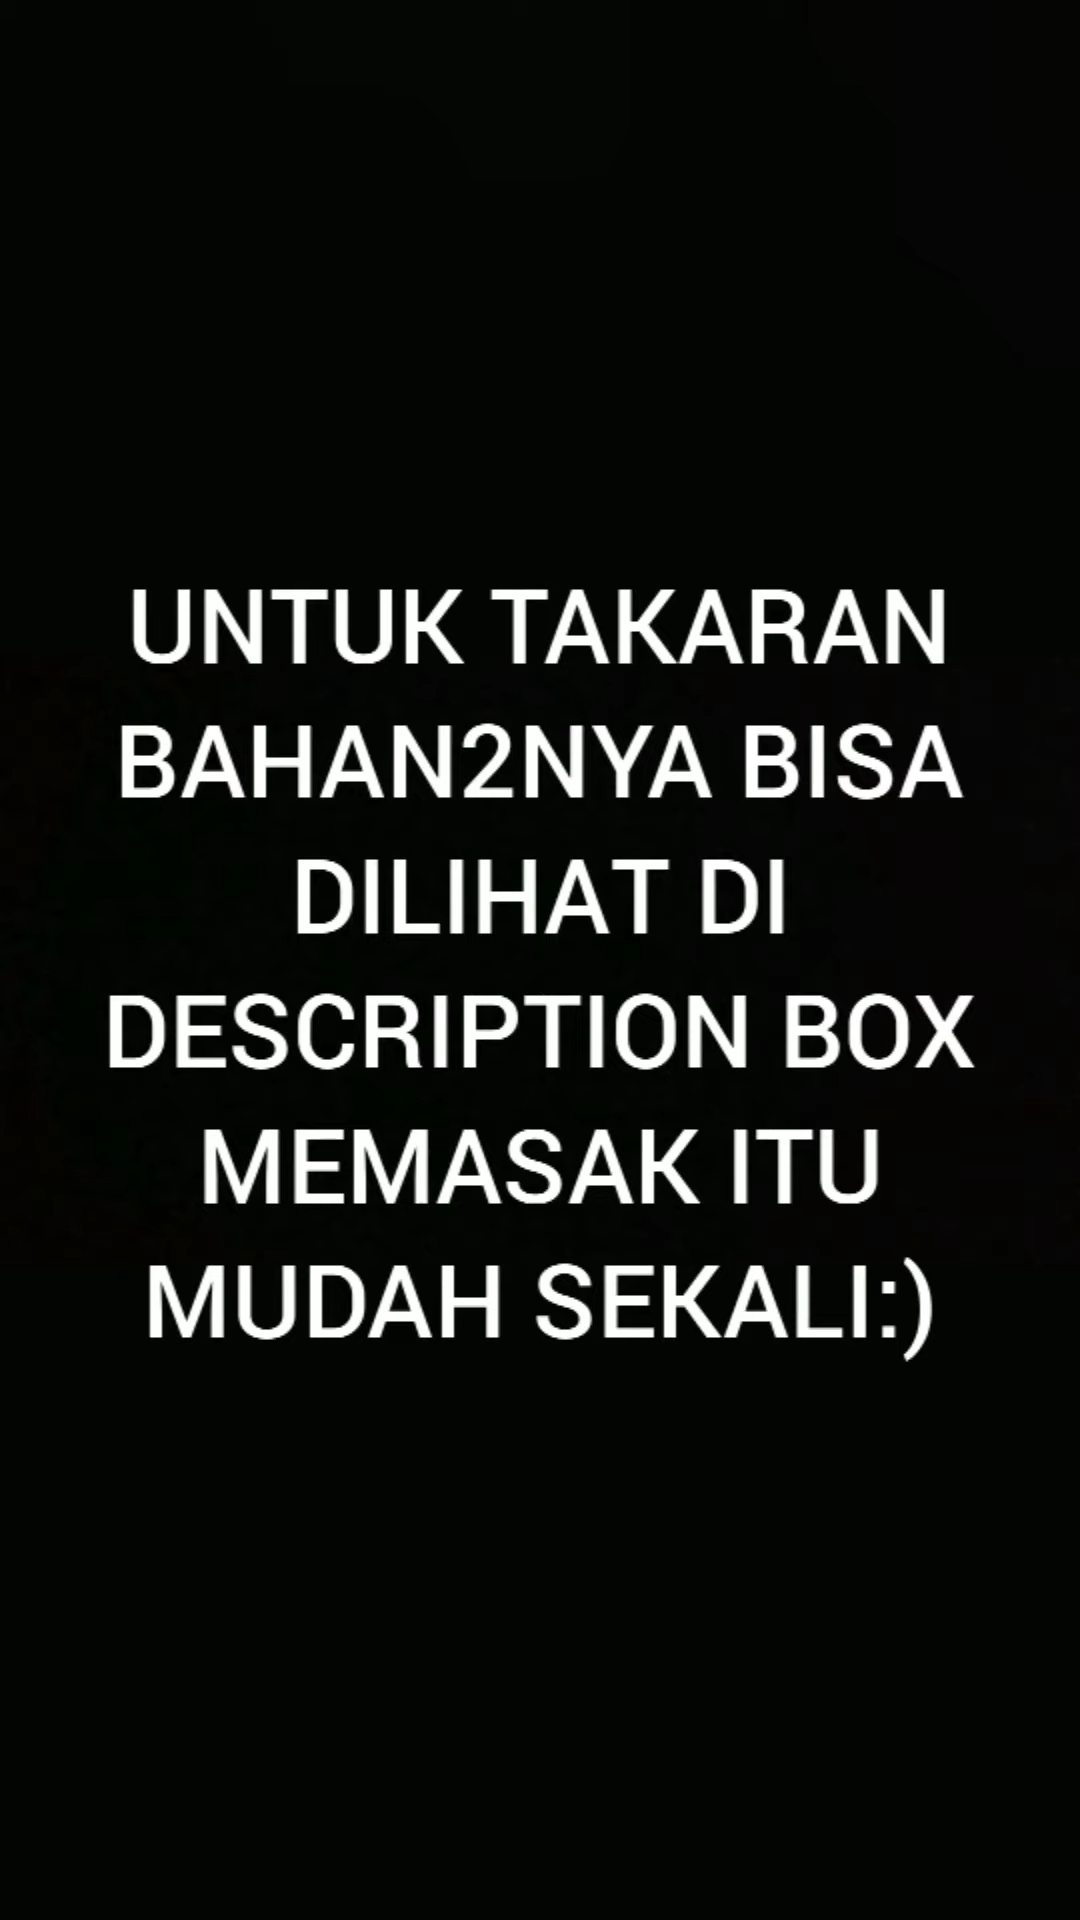 UNTUK TAKARAN
BAHAN2NYA BISA
DILIHAT DI
DESCRIPTION BOX
MEMASAK ITU
MUDAH SEKALI:)